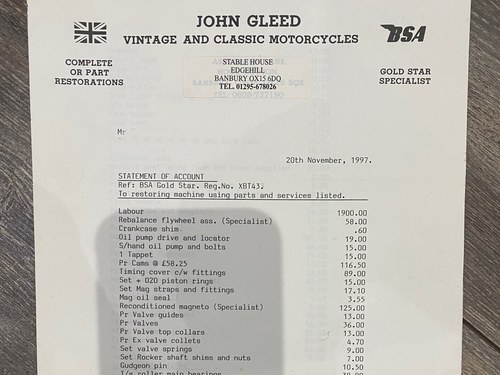 JOHN GLEED
VINTAGE AND CLASSIC MOTORCYCLES
BSA
COMPLETE
OR PART
RESTORATIONS
STABLE HOUSE
EDGEHILL
BANBURY OX15 6DQ
TEL. 01295-678026
GOLD STAR
SPECIALIST
Mr
20th November, 1997.
STATEMENT OF ACCOUNT
Ref: BSA Gold Star. Reg.No. XBT43.
To restoring machine using parts and services listed.
Labour 1900.00
Rebalance flywheel ass. (Specialist) 58.00
Crankcase shim .60
Oil pump drive and locator 19.00
S/hand oil pump and bolts 15.00
1 Tappet 15.00
Pr Cams @ £58.25 116.50
Timing cover c/w fittings 89.00
Set + 020 piston rings 15.00
Set Mag straps and fittings 17.10
Mag oil seal 3.55
Reconditioned magneto (Specialist) 125.00
Pr Valve guides 13.00
Pr Valves 36.00
Pr Valve top collars 13.00
Pr Ex valve collets 4.70
Set valve springs 9.00
Set Rocker shaft shims and nuts 7.00
Gudgeon pin 10.50
roller main bearings